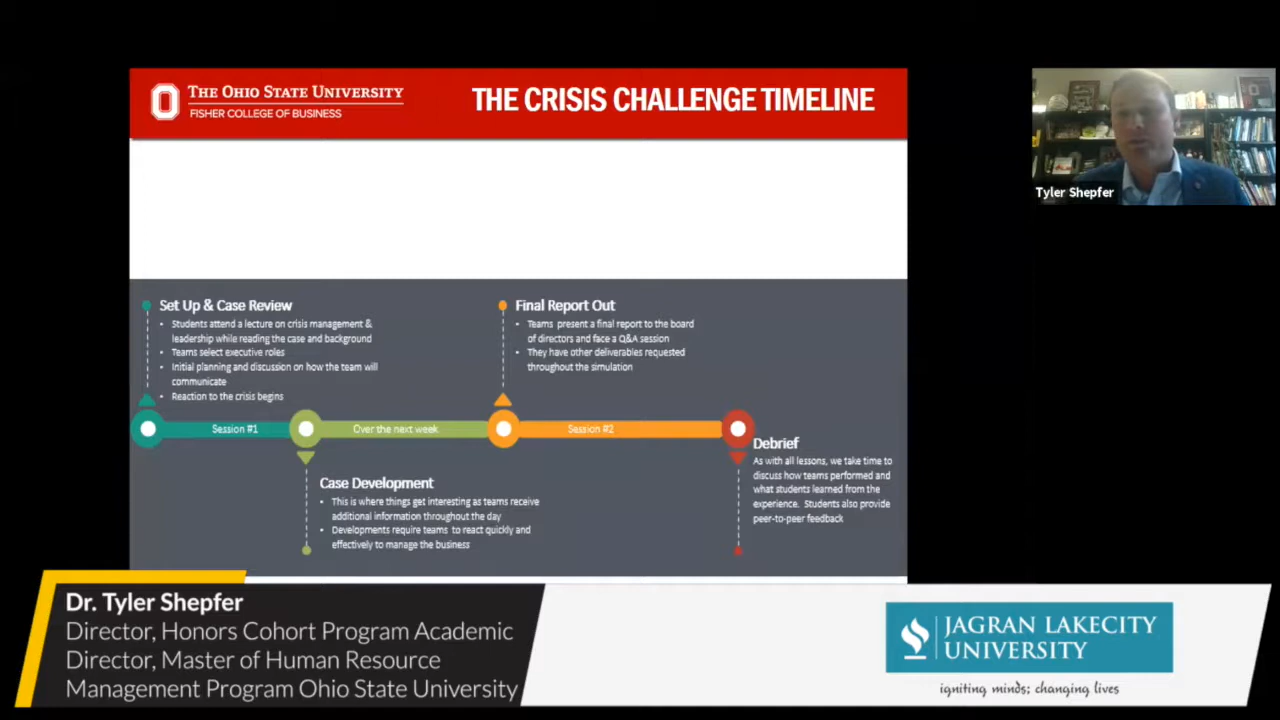 THE OHIO STATE UNIVERSITY
FISHER COLLEGE OF BUSINESS
THE CRISIS CHALLENGE TIMELINE
Tyler Shepfer
Set Up & Case Review
• Students attend a lecture on crisis management &
leadership while reading the case and background
• Teams select executive roles
• Initial planning and discussion on how the team will
communicate
• Reaction to the crisis begins
Final Report Out
• Teams present a final report to the board
of directors and face a Q&A session
• They have other deliverables requested
throughout the simulation
Session #1
Over the next week
Session #2
Case Development
• This is where things get interesting as teams receive
additional information throughout the day
• Developments require teams to react quickly and
effectively to manage the business
Debrief
As with all lessons, we take time to
discuss how teams performed and
what students learned from the
experience. Students also provide
peer-to-peer feedback
Dr. Tyler Shepfer
Director, Honors Cohort Program Academic
Director, Master of Human Resource
Management Program Ohio State University
JAGRAN LAKECITY
UNIVERSITY
igniting minds; changing lives